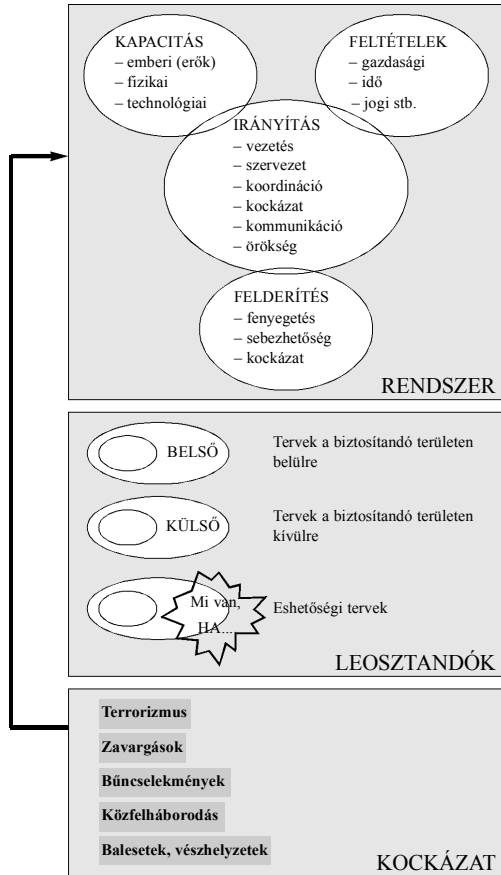 KAPACITÁS
– emberi (erők)
– fizikai
– technológiai
FELTÉTELEK
– gazdasági
– idő
– jogi stb.
IRÁNYÍTÁS
– vezetés
– szervezet
– koordináció
– kockázat
– kommunikáció
– örökség
FELDERÍTÉS
– fenyegetés
– sebezhetőség
– kockázat
RENDSZER
BELSŐ
Tervek a biztosítandó területen
belülre
KÜLSŐ
Tervek a biztosítandó területen
kívülre
Mi van,
HA...
Eshetőségi tervek
LEOSZTANDÓK
Terrorizmus
Zavargások
Bűncselekmények
Közfelháborodás
Balesetek, vészhelyzetek
KOCKÁZAT